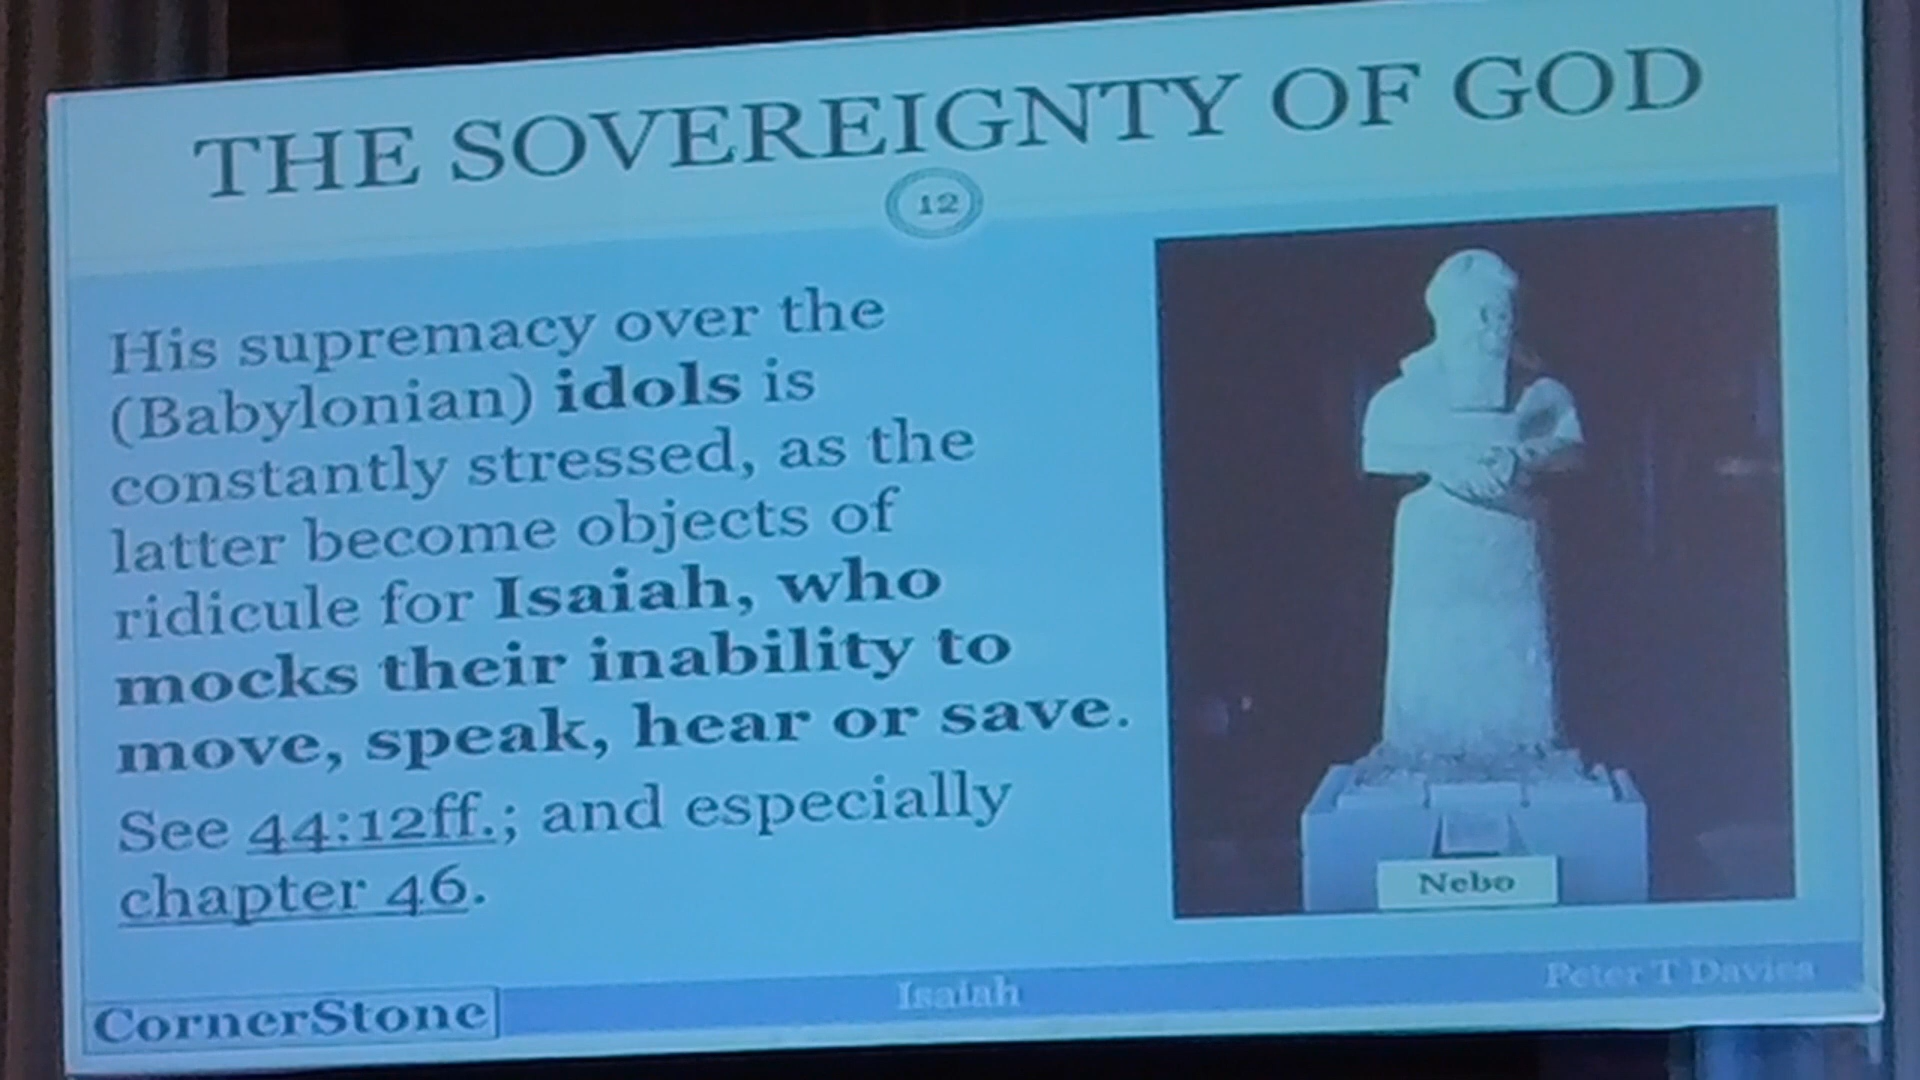 THE SOVEREIGNTY OF GOD
12
His supremacy over the
(Babylonian) idols is
constantly stressed, as the
latter become objects of
ridicule for Isaiah, who
mocks their inability to
move, speak, hear or save.
See 44:12ff.; and especially
chapter 46.
Nebo
CornerStone
Isaiah
Peter T Davies